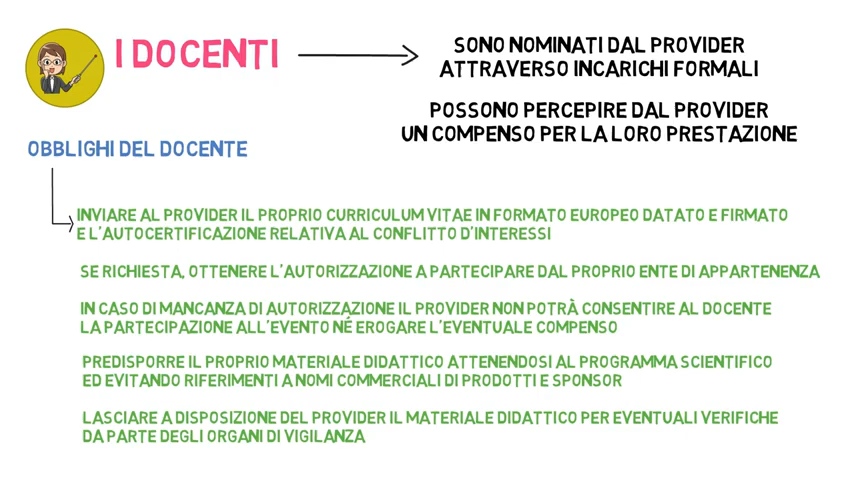 I DOCENTI
SONO NOMINATI DAL PROVIDER
ATTRAVERSO INCARICHI FORMALI
POSSONO PERCEPIRE DAL PROVIDER
UN COMPENSO PER LA LORO PRESTAZIONE
OBBLIGHI DEL DOCENTE
INVIARE AL PROVIDER IL PROPRIO CURRICULUM VITAE IN FORMATO EUROPEO DATATO E FIRMATO
E L'AUTOCERTIFICAZIONE RELATIVA AL CONFLITTO D'INTERESSI
SE RICHIESTA, OTTENERE L'AUTORIZZAZIONE A PARTECIPARE DAL PROPRIO ENTE DI APPARTENENZA
IN CASO DI MANCANZA DI AUTORIZZAZIONE IL PROVIDER NON POTRÀ CONSENTIRE AL DOCENTE
LA PARTECIPAZIONE ALL'EVENTO NÉ EROGARE L'EVENTUALE COMPENSO
PREDISPORRE IL PROPRIO MATERIALE DIDATTICO ATTENENDOSI AL PROGRAMMA SCIENTIFICO
ED EVITANDO RIFERIMENTI A NOMI COMMERCIALI DI PRODOTTI E SPONSOR
LASCIARE A DISPOSIZIONE DEL PROVIDER IL MATERIALE DIDATTICO PER EVENTUALI VERIFICHE
DA PARTE DEGLI ORGANI DI VIGILANZA